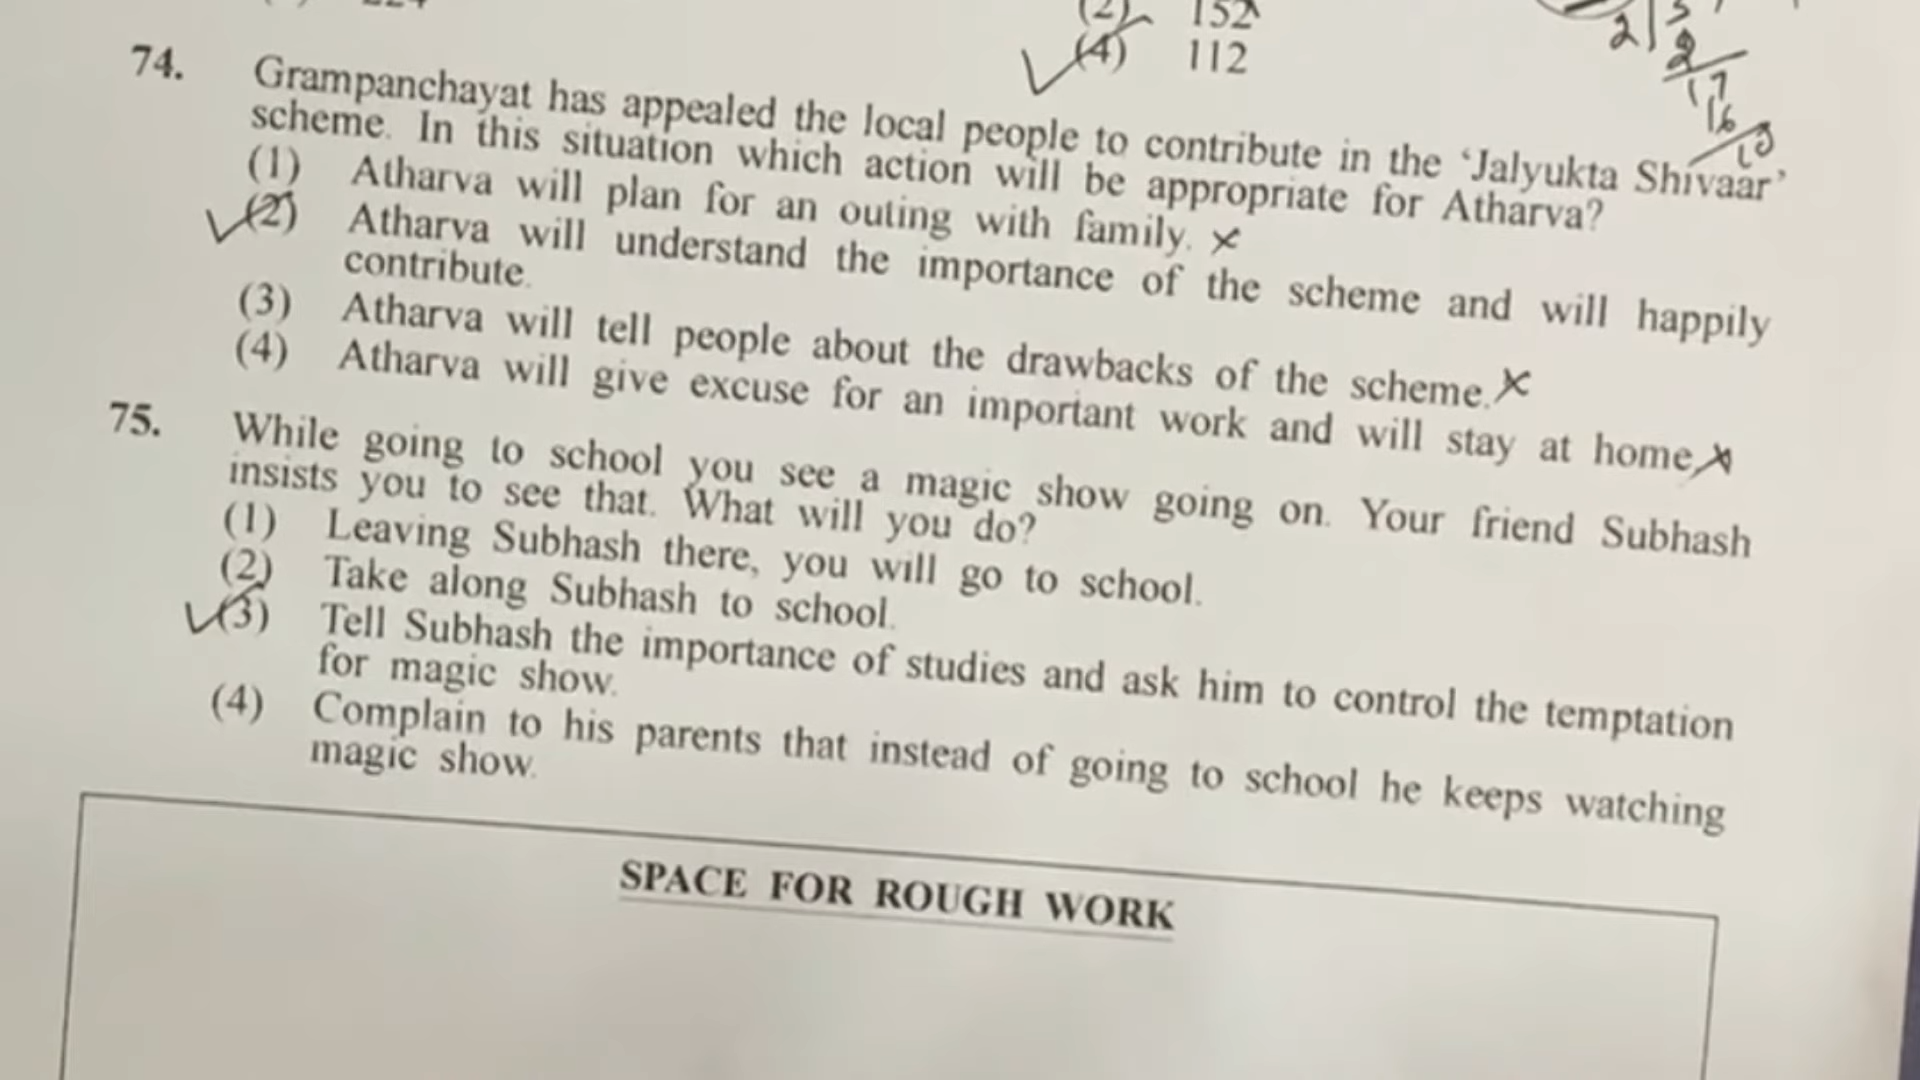 (2) 152
(4) 112
74. Grampanchayat has appealed the local people to contribute in the ‘Jalyukta Shivaar’
scheme. In this situation which action will be appropriate for Atharva?
(1) Atharva will plan for an outing with family.
(2) Atharva will understand the importance of the scheme and will happily
contribute.
(3) Atharva will tell people about the drawbacks of the scheme.
(4) Atharva will give excuse for an important work and will stay at home
75. While going to school you see a magic show going on. Your friend Subhash
insists you to see that. What will you do?
(1) Leaving Subhash there, you will go to school.
(2) Take along Subhash to school.
(3) Tell Subhash the importance of studies and ask him to control the temptation
for magic show.
(4) Complain to his parents that instead of going to school he keeps watching
magic show.
SPACE FOR ROUGH WORK